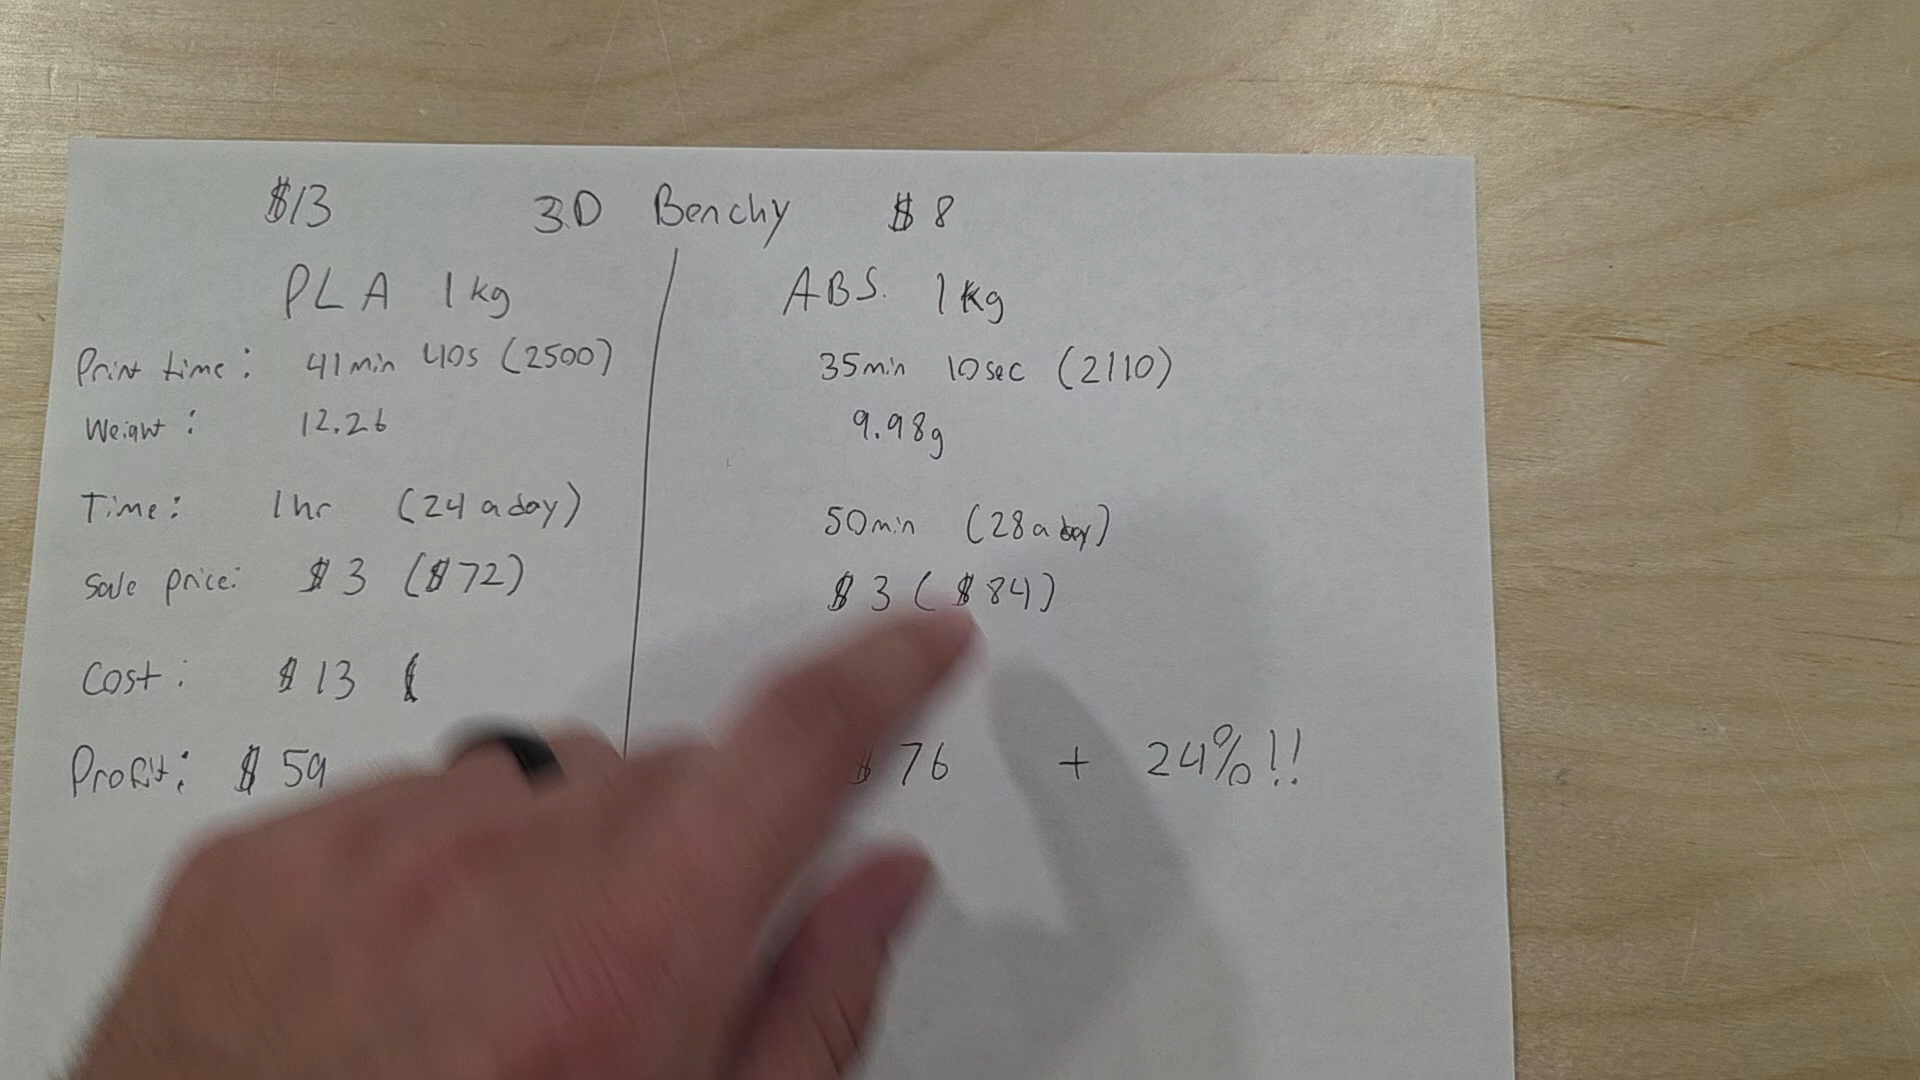 $13 3D Benchy $8
PLA 1kg ABS. 1kg
Print time: 41min 40s (2500) 35min 10sec (2110)
Weight: 12.26 9.98g
Time: 1hr (24 a day) 50min (28 a day)
Sale price: $3 ($72) $3 ($84)
Cost: $13
Profit: $59 $76 + 24%!!